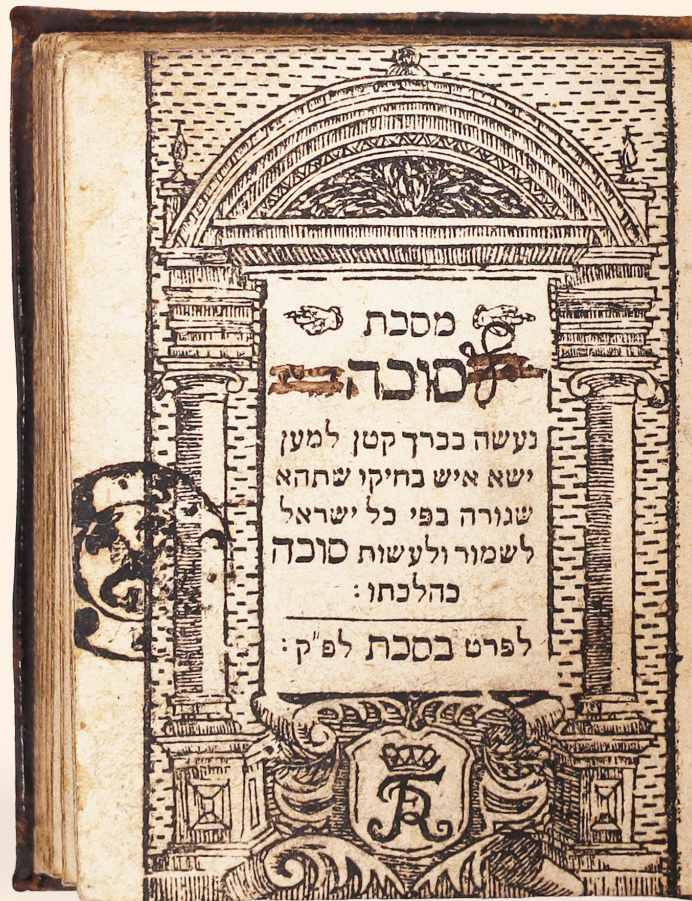 מסכת
סוכה
נעשה בכרך קטן למען
ישא איש בחיקו שתהא
שגורה בפי כל ישראל
לשמור ולעשות סוכה
כהלכתו:
לפרט בסכת לפ"ק: